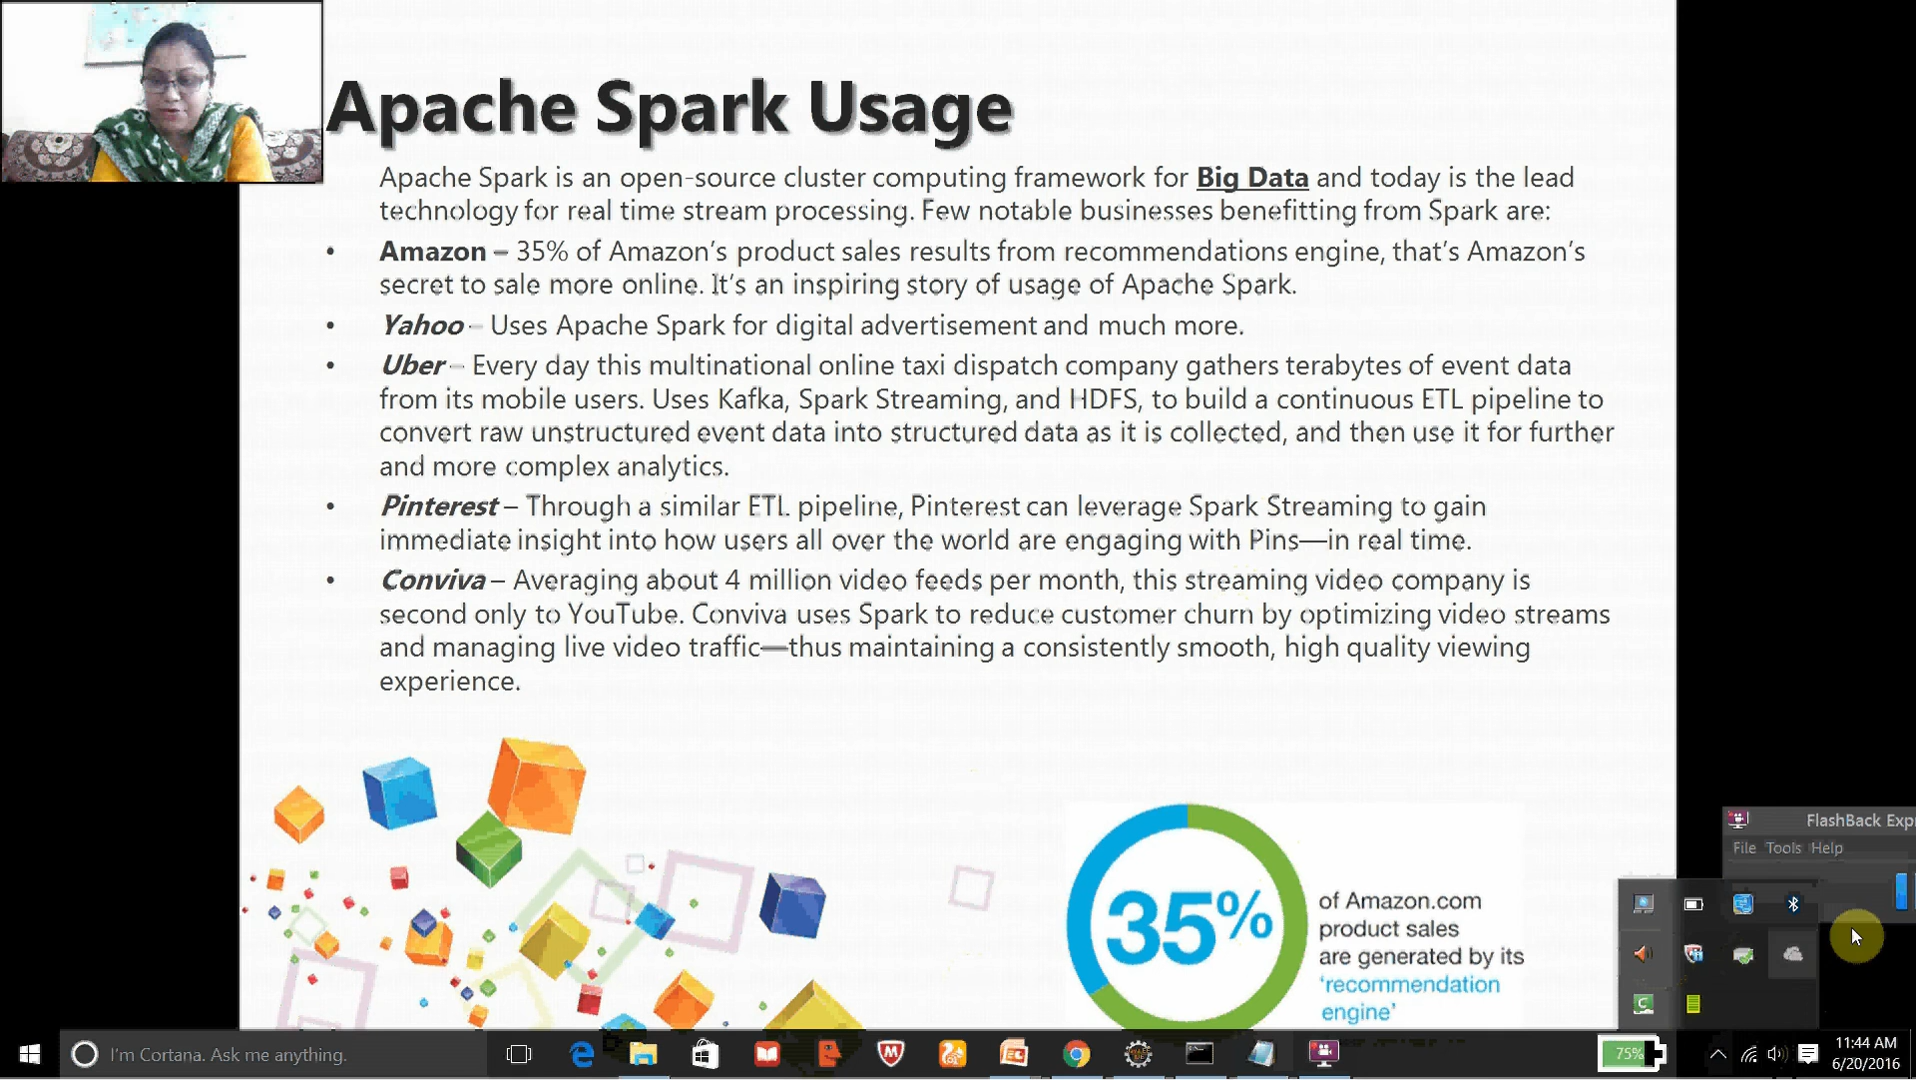 Apache Spark Usage
Apache Spark is an open-source cluster computing framework for Big Data and today is the lead
technology for real time stream processing. Few notable businesses benefitting from Spark are:
• Amazon – 35% of Amazon's product sales results from recommendations engine, that's Amazon's
secret to sale more online. It's an inspiring story of usage of Apache Spark.
• Yahoo – Uses Apache Spark for digital advertisement and much more.
• Uber – Every day this multinational online taxi dispatch company gathers terabytes of event data
from its mobile users. Uses Kafka, Spark Streaming, and HDFS, to build a continuous ETL pipeline to
convert raw unstructured event data into structured data as it is collected, and then use it for further
and more complex analytics.
• Pinterest – Through a similar ETL pipeline, Pinterest can leverage Spark Streaming to gain
immediate insight into how users all over the world are engaging with Pins—in real time.
• Conviva – Averaging about 4 million video feeds per month, this streaming video company is
second only to YouTube. Conviva uses Spark to reduce customer churn by optimizing video streams
and managing live video traffic—thus maintaining a consistently smooth, high quality viewing
experience.
35%
of Amazon.com
product sales
are generated by its
'recommendation
engine'
FlashBack Exp
File Tools Help
I'm Cortana. Ask me anything.
75%
11:44 AM
6/20/2016